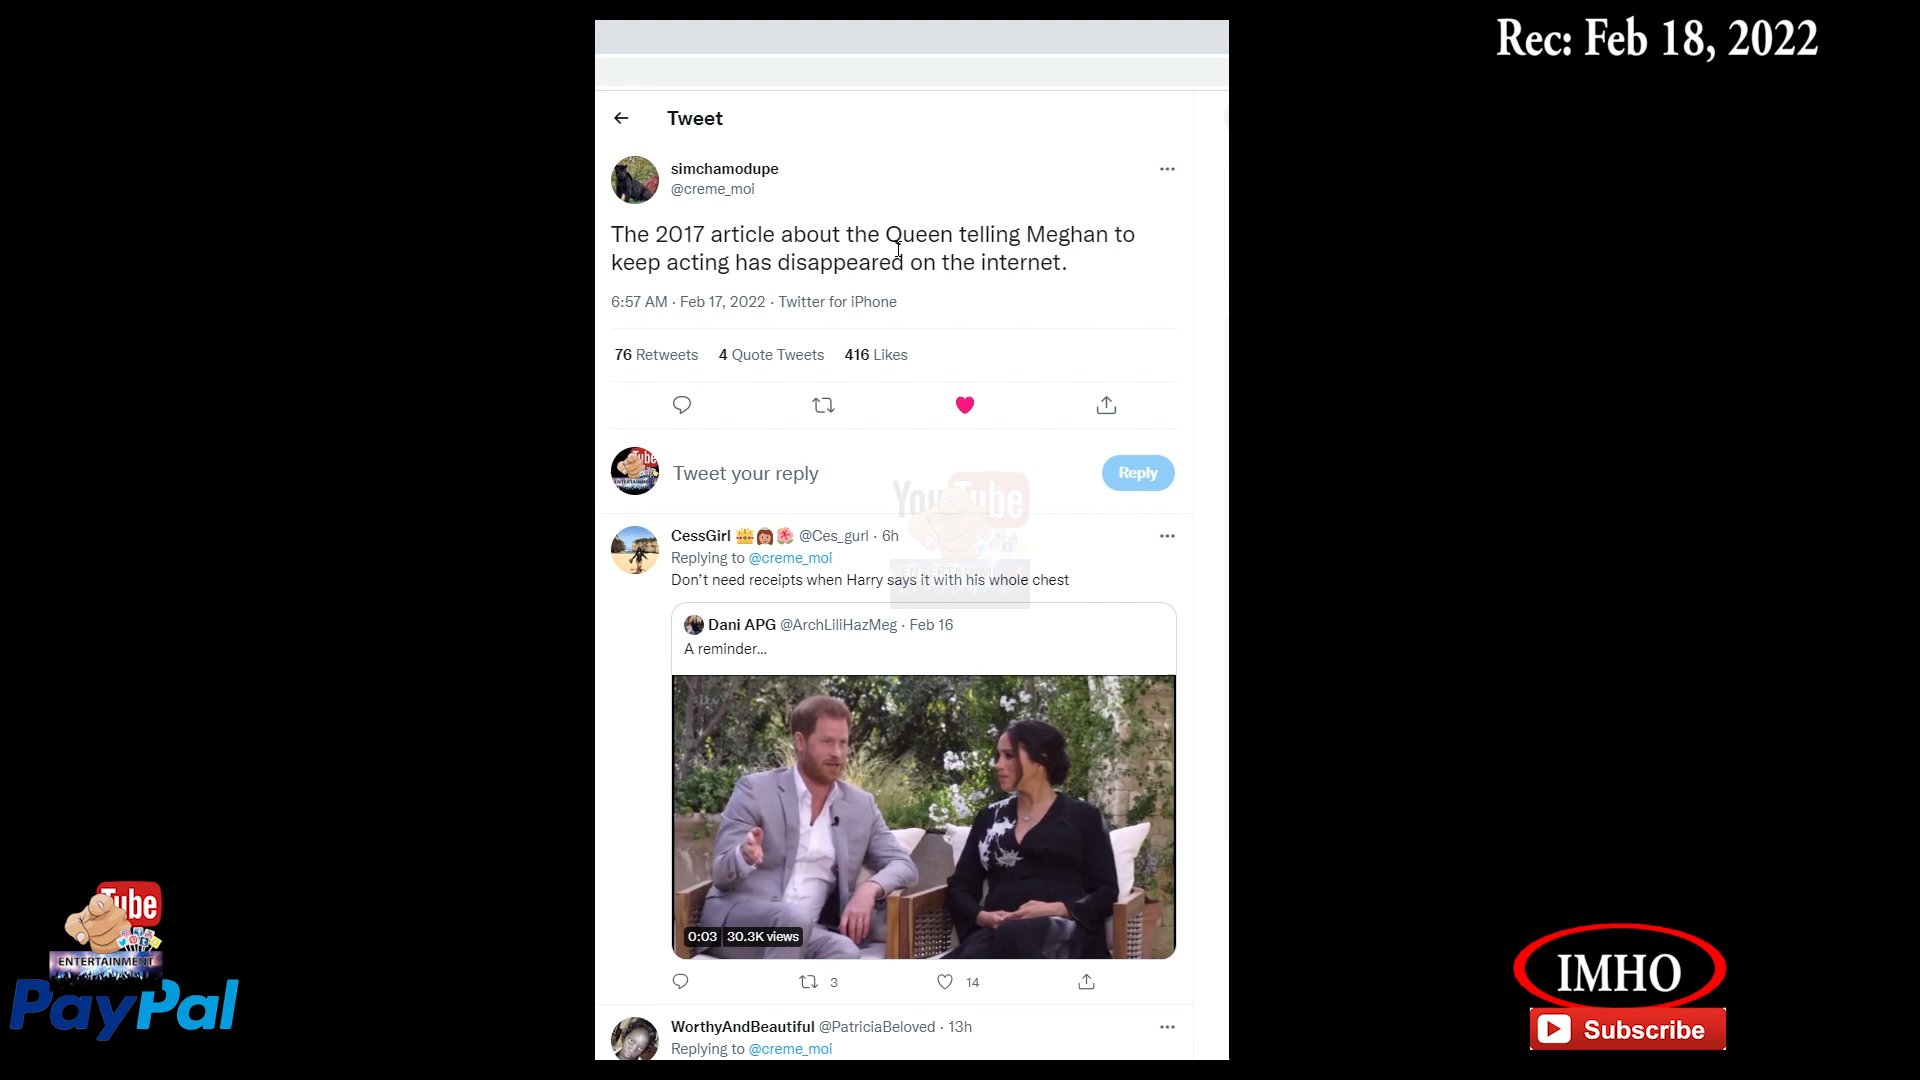 Rec: Feb 18, 2022
Tweet
simchamodupe
@creme_moi
The 2017 article about the Queen telling Meghan to
keep acting has disappeared on the internet.
6:57 AM · Feb 17, 2022 · Twitter for iPhone
76 Retweets 4 Quote Tweets 416 Likes
Tweet your reply
Reply
YouTube
ENTERTAINMENT
CessGirl @Ces_gurl · 6h
Replying to @creme_moi
Don't need receipts when Harry says it with his whole chest
Dani APG @ArchLiliHazMeg · Feb 16
A reminder...
0:03 30.3K views
3 14
WorthyAndBeautiful @PatriciaBeloved · 13h
Replying to @creme_moi
Tube
ENTERTAINMENT
PayPal
IMHO
Subscribe